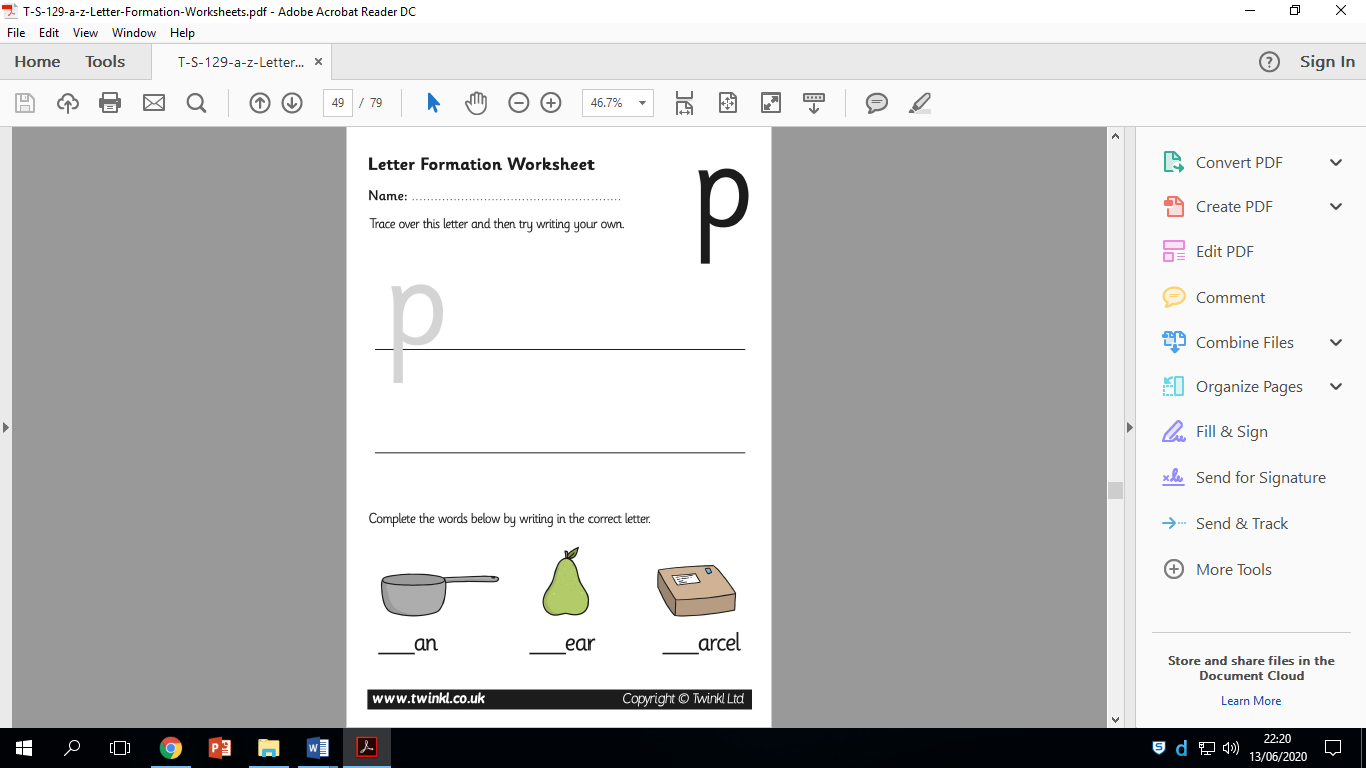 T-S-129-a-z-Letter-Formation-Worksheets.pdf - Adobe Acrobat Reader DC
File Edit View Window Help
Home Tools T-S-129-a-z-Letter... × ? Sign In
49 / 79 46.7%
Letter Formation Worksheet
p
Name: ......................................................
Trace over this letter and then try writing your own.
p
Complete the words below by writing in the correct letter.
____an ____ear ____arcel
www.twinkl.co.uk Copyright © Twinkl Ltd.
Convert PDF
Create PDF
Edit PDF
Comment
Combine Files
Organize Pages
Fill & Sign
Send for Signature
Send & Track
More Tools
Store and share files in the
Document Cloud
Learn More
22:20
13/06/2020